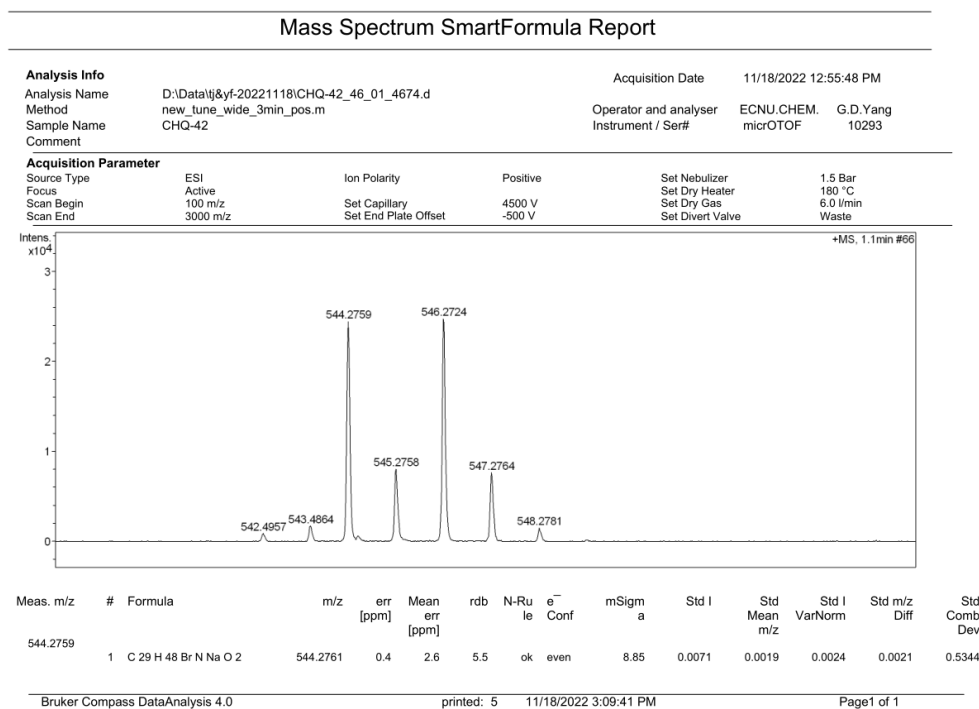 Mass Spectrum SmartFormula Report
Analysis Info
Acquisition Date 11/18/2022 12:55:48 PM
Analysis Name D:\Data\tj&yf-20221118\CHQ-42_46_01_4674.d
Method new_tune_wide_3min_pos.m Operator and analyser ECNU.CHEM. G.D.Yang
Sample Name CHQ-42 Instrument / Ser# micrOTOF 10293
Comment
Acquisition Parameter
Source Type ESI Ion Polarity Positive Set Nebulizer 1.5 Bar
Focus Active Set Dry Heater 180 °C
Scan Begin 100 m/z Set Capillary 4500 V Set Dry Gas 6.0 l/min
Scan End 3000 m/z Set End Plate Offset -500 V Set Divert Valve Waste
Intens. +MS, 1.1min #66
x10⁴
3
544.2759 546.2724
2
1
545.2758 547.2764
542.4957 543.4864 548.2781
0
Meas. m/z # Formula m/z err Mean rdb N-Ru e¯ mSigm Std I Std Std I Std m/z Std
[ppm] err le Conf a Mean VarNorm Diff Comb
[ppm] m/z Dev
544.2759
1 C 29 H 48 Br N Na O 2 544.2761 0.4 2.6 5.5 ok even 8.85 0.0071 0.0019 0.0024 0.0021 0.5344
Bruker Compass DataAnalysis 4.0 printed: 5 11/18/2022 3:09:41 PM Page1 of 1